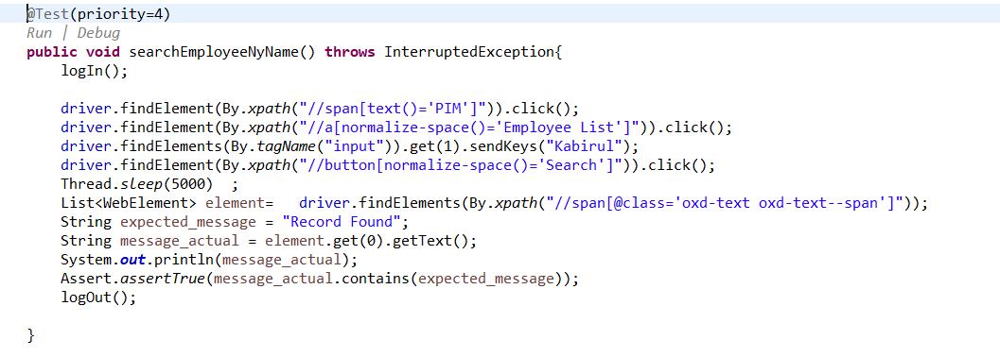 @Test(priority=4)
Run | Debug
public void searchEmployeeNyName() throws InterruptedException{
logIn();
driver.findElement(By.xpath("//span[text()='PIM']")).click();
driver.findElement(By.xpath("//a[normalize-space()='Employee List']")).click();
driver.findElements(By.tagName("input")).get(1).sendKeys("Kabirul");
driver.findElement(By.xpath("//button[normalize-space()='Search']")).click();
Thread.sleep(5000)  ;
List<WebElement> element=   driver.findElements(By.xpath("//span[@class='oxd-text oxd-text--span']"));
String expected_message = "Record Found";
String message_actual = element.get(0).getText();
System.out.println(message_actual);
Assert.assertTrue(message_actual.contains(expected_message));
logOut();
}